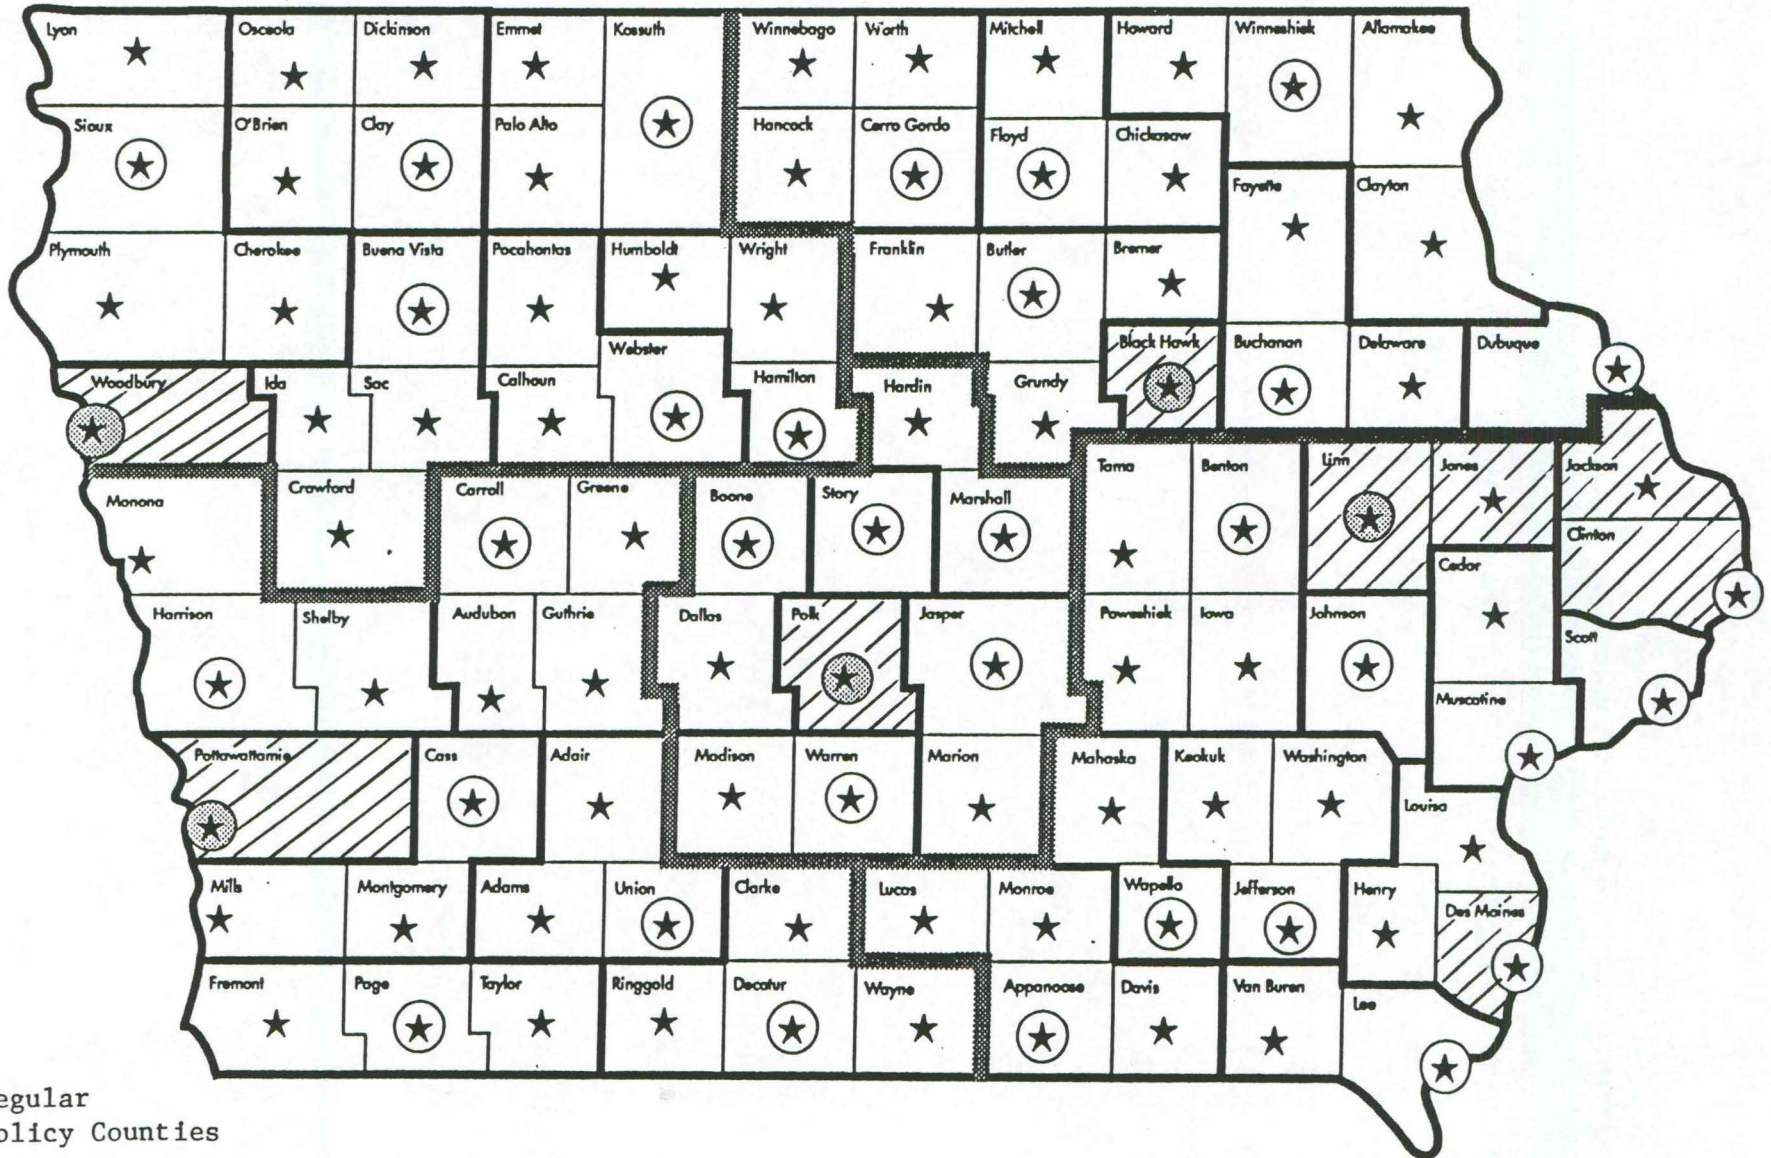 Lyon
Osceola
Dickinson
Emmet
Kossuth
Winnebago
Worth
Mitchell
Howard
Winneshiek
Allamakee
Sioux
O'Brien
Clay
Palo Alto
Hancock
Cerro Gordo
Floyd
Chickasaw
Fayette
Clayton
Plymouth
Cherokee
Buena Vista
Pocahontas
Humboldt
Wright
Franklin
Butler
Bremer
Webster
Black Hawk
Buchanan
Delaware
Dubuque
Woodbury
Ida
Sac
Calhoun
Hamilton
Hardin
Grundy
Monona
Crawford
Carroll
Greene
Boone
Story
Marshall
Tama
Benton
Linn
Jones
Jackson
Clinton
Cedar
Harrison
Shelby
Audubon
Guthrie
Dallas
Polk
Jasper
Poweshiek
Iowa
Johnson
Scott
Muscatine
Pottawattamie
Cass
Adair
Madison
Warren
Marion
Mahaska
Keokuk
Washington
Louisa
Mills
Montgomery
Adams
Union
Clarke
Lucas
Monroe
Wapello
Jefferson
Henry
Des Moines
Fremont
Page
Taylor
Ringgold
Decatur
Wayne
Appanoose
Davis
Van Buren
Lee
egular
olicy Counties